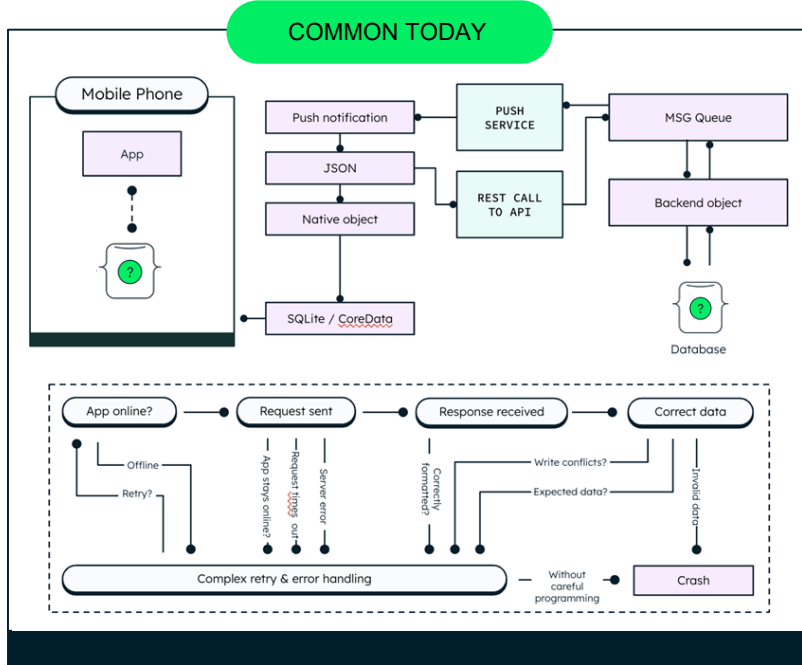 COMMON TODAY
Mobile Phone
App
?
Push notification
JSON
Native object
SQLite / CoreData
PUSH
SERVICE
REST CALL
TO API
MSG Queue
Backend object
?
Database
App online?
Request sent
Response received
Correct data
Offline
Retry?
App stays online?
Request times out
Server error
Correctly
formatted?
Write conflicts?
Expected data?
Invalid data
Complex retry & error handling
Without
careful
programming
Crash